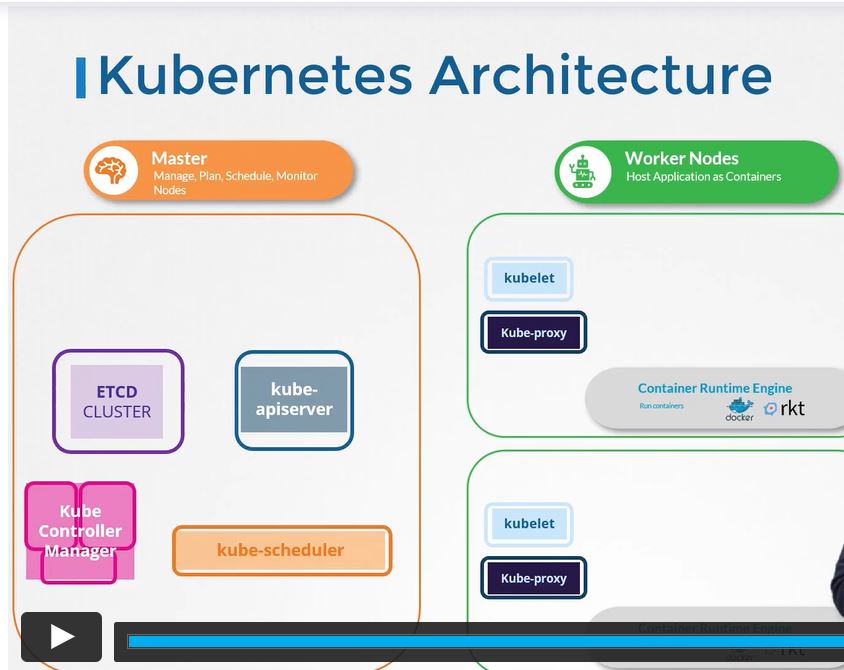 Kubernetes Architecture
Master
Manage, Plan, Schedule, Monitor
Nodes
ETCD
CLUSTER
kube-
apiserver
Kube
Controller
Manager
kube-scheduler
Worker Nodes
Host Application as Containers
kubelet
Kube-proxy
Container Runtime Engine
Run containers
docker
rkt
kubelet
Kube-proxy
Container Runtime Engine
docker
rkt